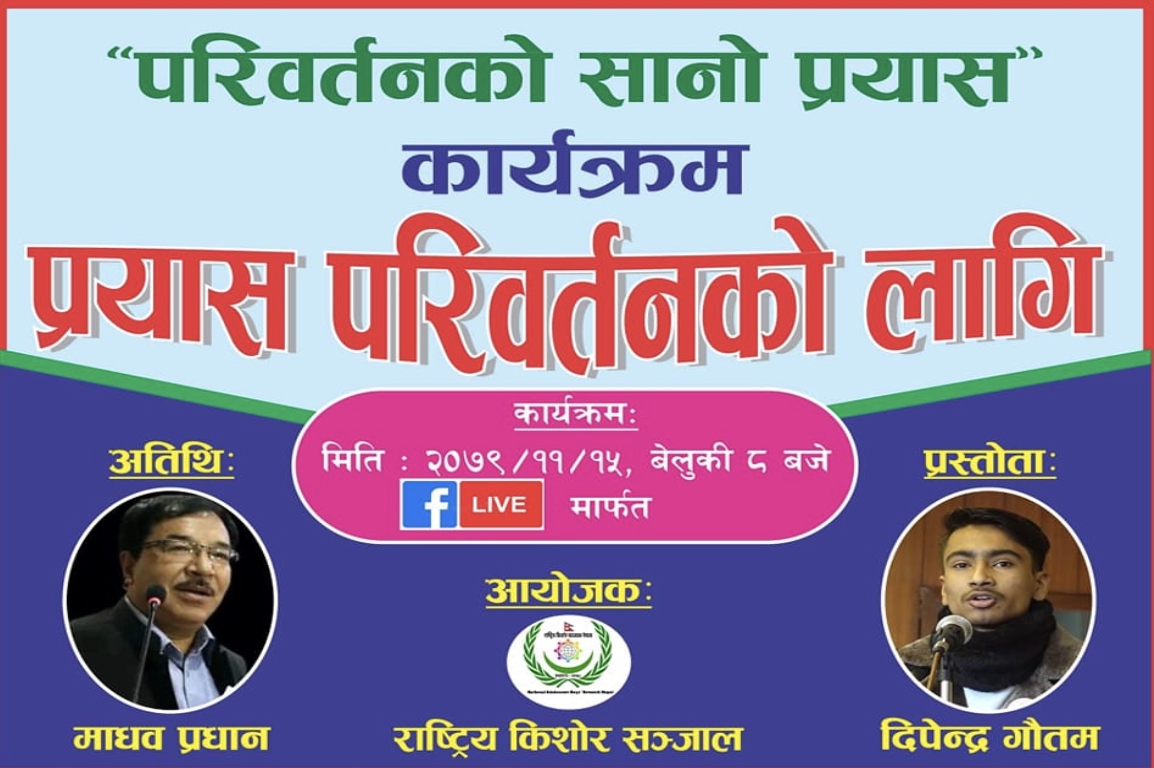 “परिवर्तनको सानो प्रयास”
कार्यक्रम
प्रयास परिवर्तनको लागि
कार्यक्रमः
मिति : २०७९/११/१५, बेलुकी ८ बजे
f LIVE मार्फत
अतिथिः
माधव प्रधान
आयोजकः
राष्ट्रिय किशोर सञ्जाल नेपाल
राष्ट्रिय किशोर सञ्जाल
प्रस्तोताः
दिपेन्द्र गौतम